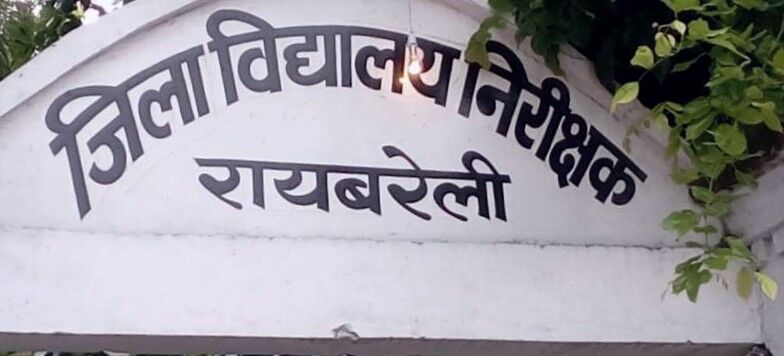 जिला विद्यालय निरीक्षक
रायबरेली